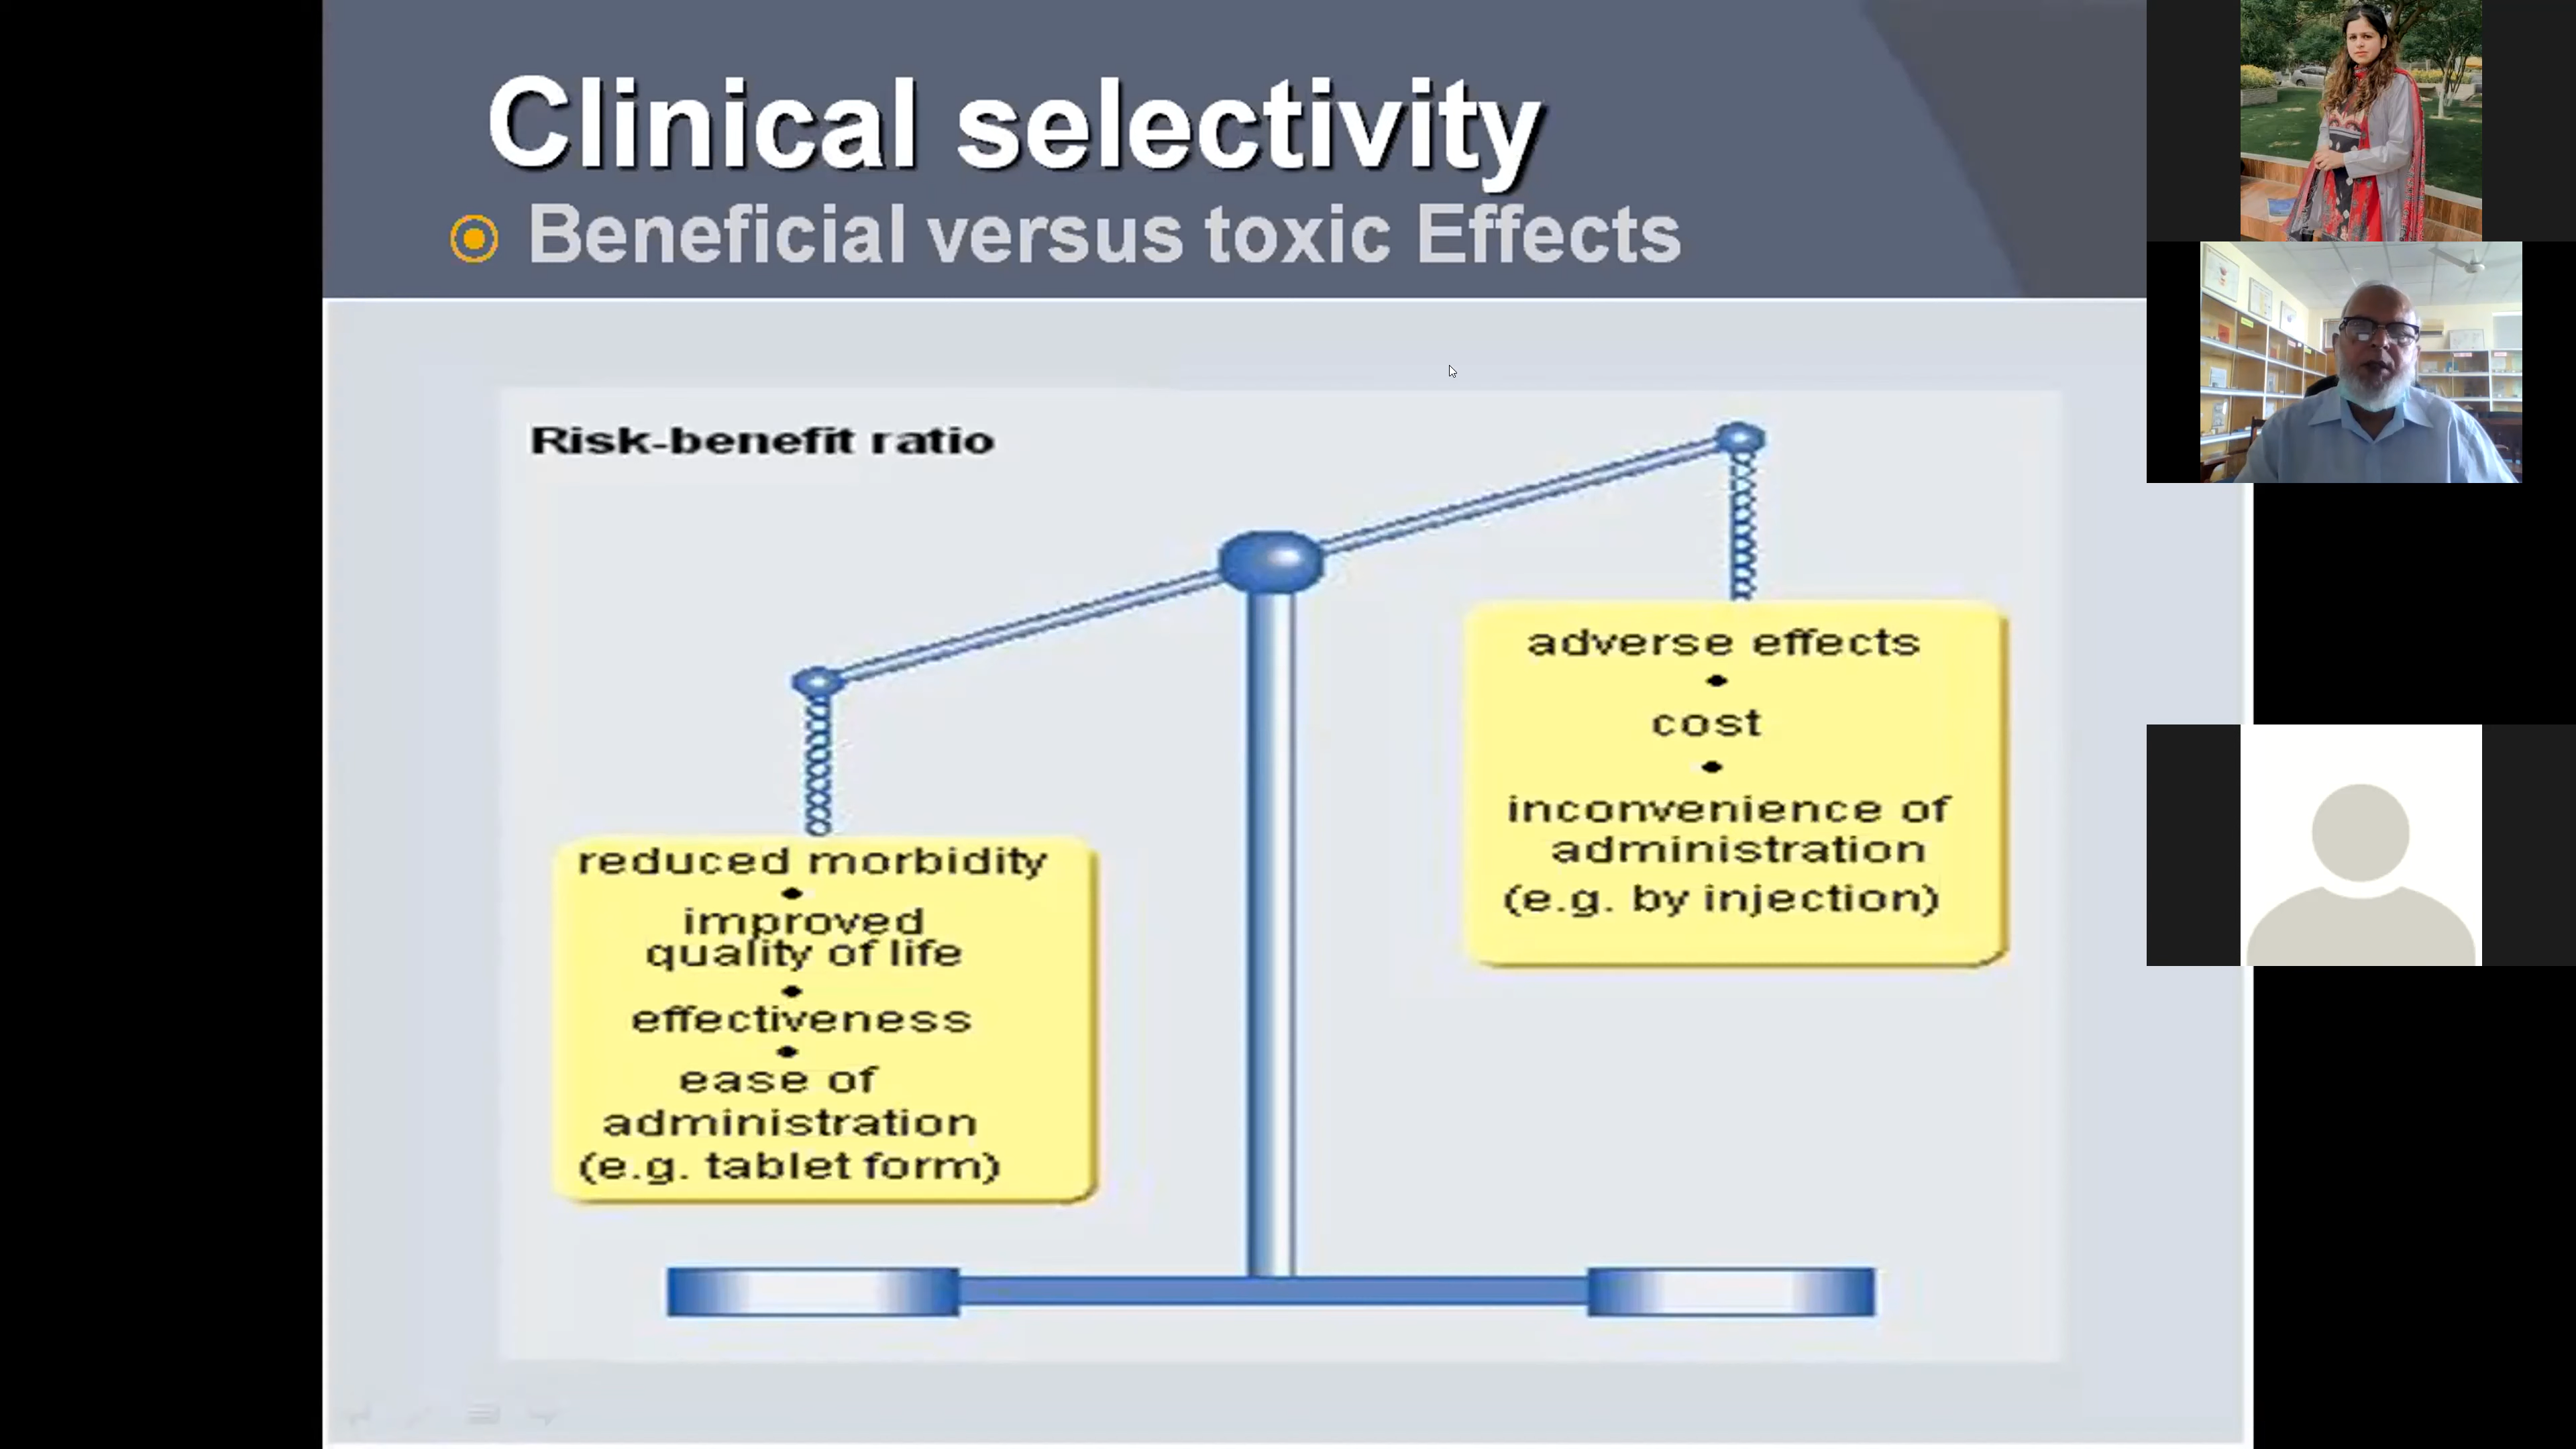 Clinical selectivity
Beneficial versus toxic Effects
Risk-benefit ratio
reduced morbidity
•
improved
quality of life
•
effectiveness
•
ease of
administration
(e.g. tablet form)
adverse effects
•
cost
•
inconvenience of
administration
(e.g. by injection)